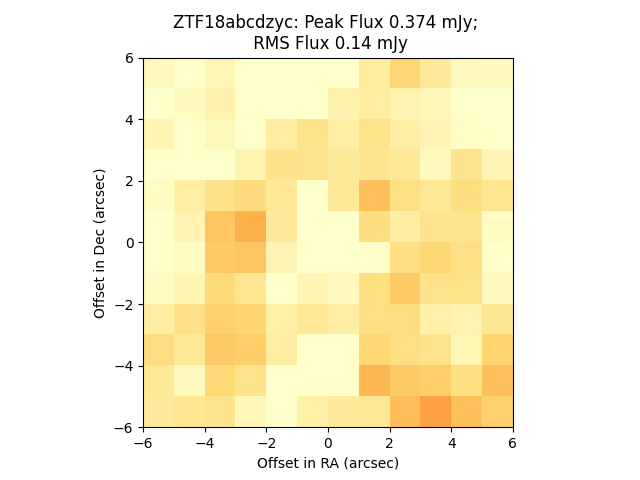 ZTF18abcdzyc: Peak Flux 0.374 mJy;
RMS Flux 0.14 mJy
6
4
2
0
−2
−4
−6
Offset in Dec (arcsec)
−6 −4 −2 0 2 4 6
Offset in RA (arcsec)